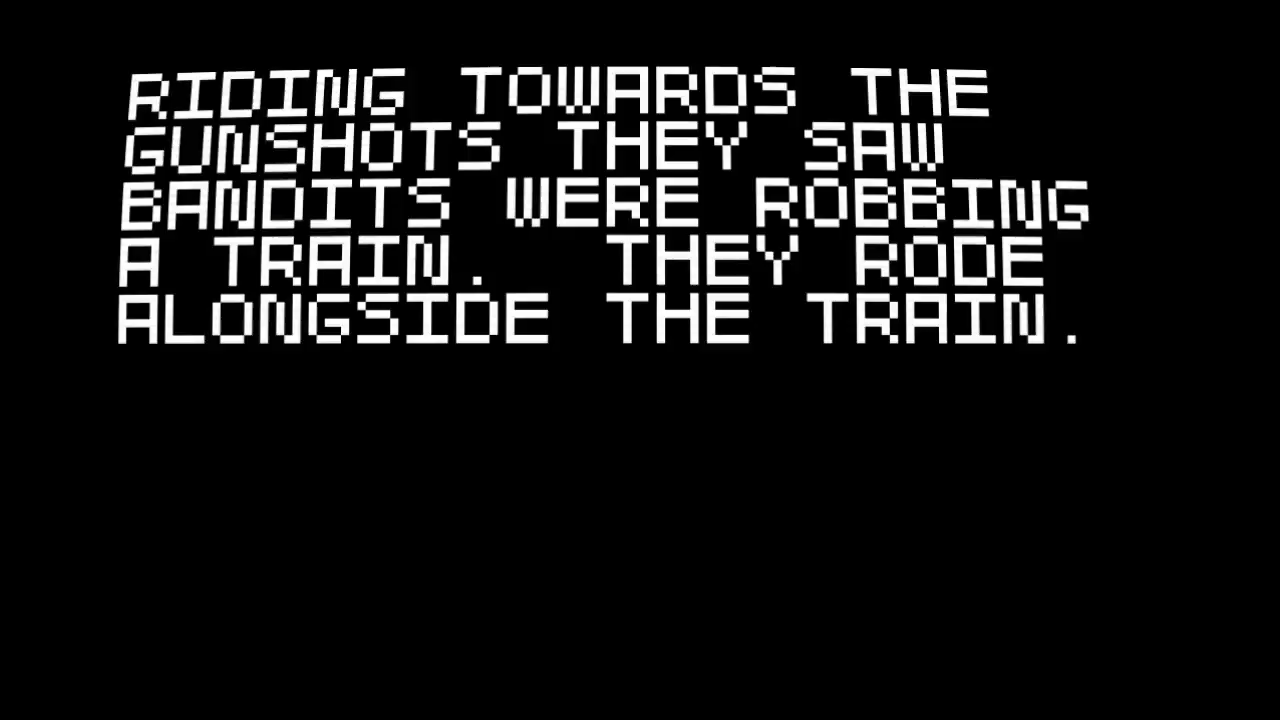 RIDING TOWARDS THE
GUNSHOTS THEY SAW
BANDITS WERE ROBBING
A TRAIN.  THEY RODE
ALONGSIDE THE TRAIN.